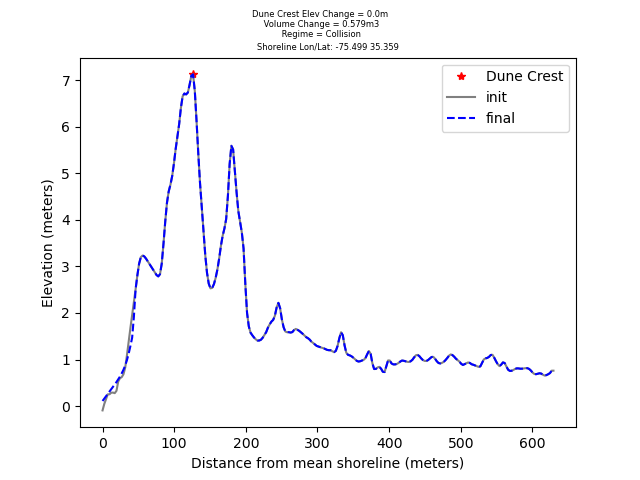 Dune Crest Elev Change = 0.0m
Volume Change = 0.579m3
Regime = Collision
Shoreline Lon/Lat: -75.499 35.359
Dune Crest
init
final
7
6
5
4
3
2
1
0
Elevation (meters)
0 100 200 300 400 500 600
Distance from mean shoreline (meters)